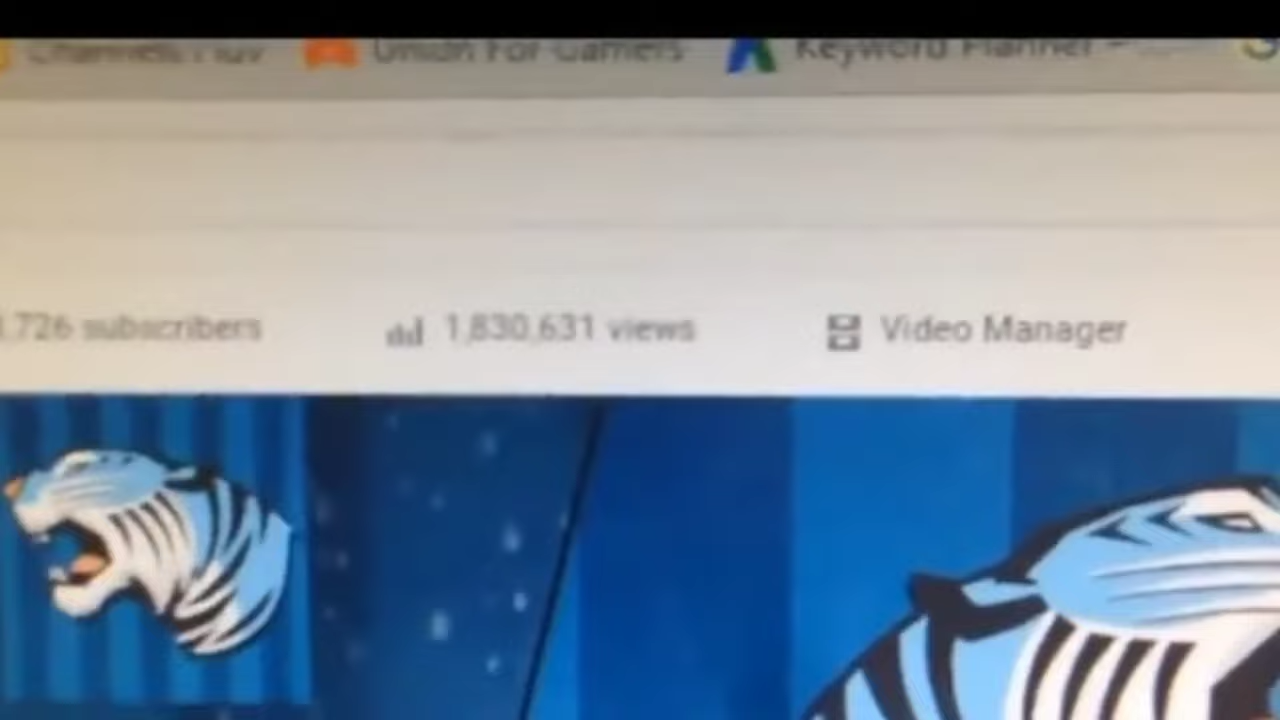 Union For Gamers Keyword Planner –
,726 subscribers 1,830,631 views Video Manager